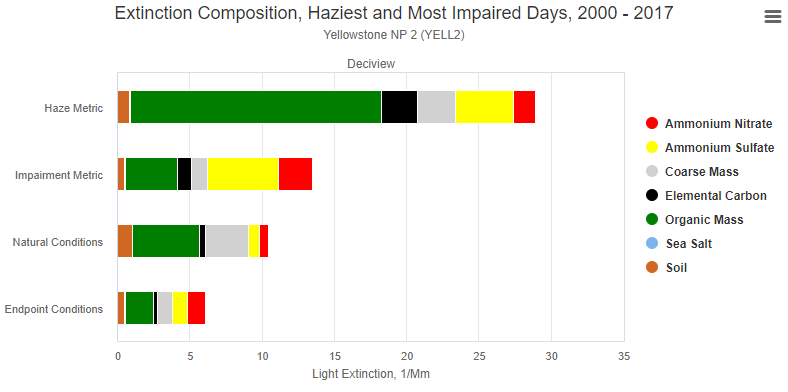 Extinction Composition, Haziest and Most Impaired Days, 2000 - 2017
Yellowstone NP 2 (YELL2)
Deciview
Haze Metric
Impairment Metric
Natural Conditions
Endpoint Conditions
0 5 10 15 20 25 30 35
Light Extinction, 1/Mm
Ammonium Nitrate
Ammonium Sulfate
Coarse Mass
Elemental Carbon
Organic Mass
Sea Salt
Soil